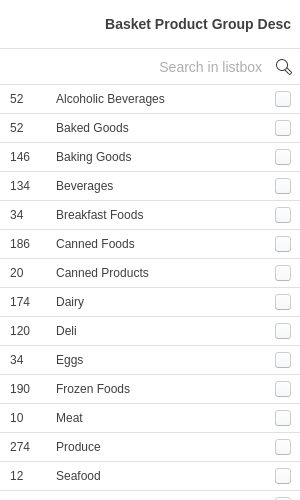 Basket Product Group Desc
Search in listbox
52 Alcoholic Beverages
52 Baked Goods
146 Baking Goods
134 Beverages
34 Breakfast Foods
186 Canned Foods
20 Canned Products
174 Dairy
120 Deli
34 Eggs
190 Frozen Foods
10 Meat
274 Produce
12 Seafood